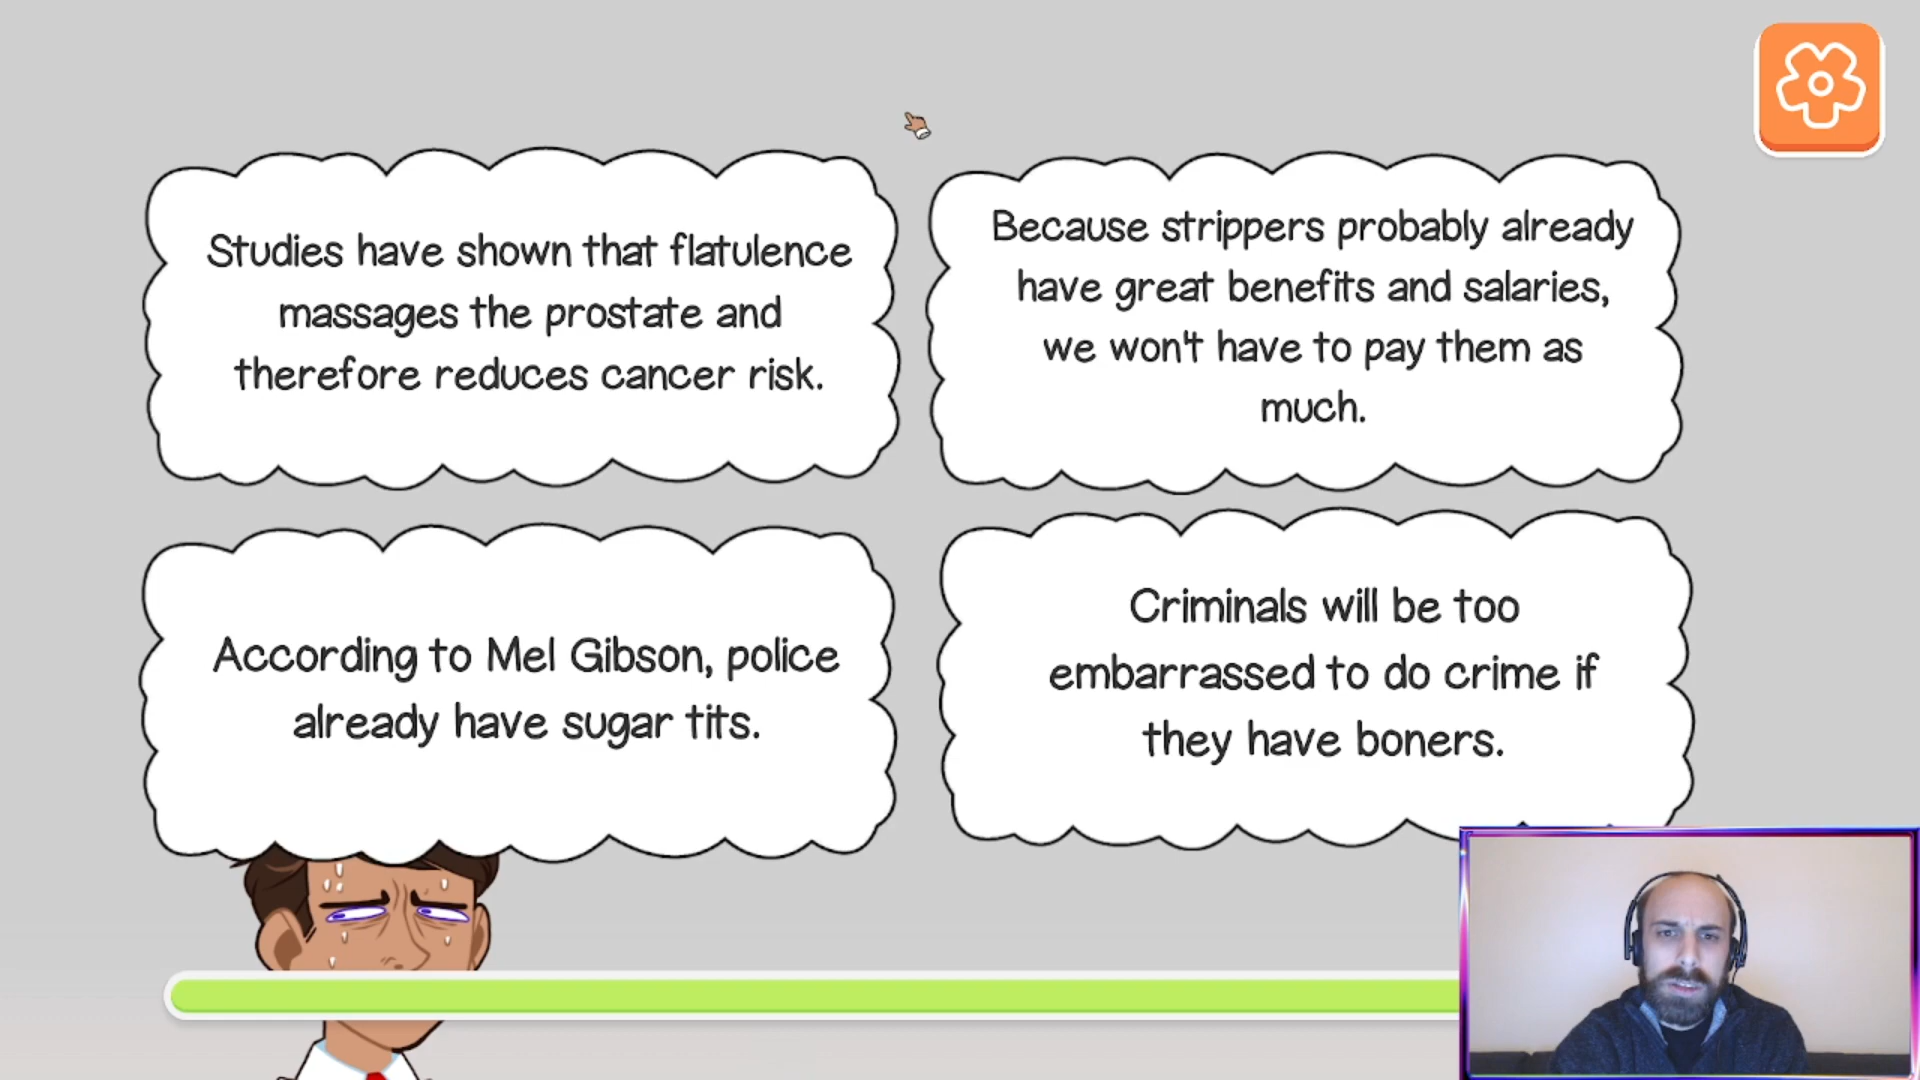 Studies have shown that flatulence
massages the prostate and
therefore reduces cancer risk.
Because strippers probably already
have great benefits and salaries,
we won't have to pay them as
much.
According to Mel Gibson, police
already have sugar tits.
Criminals will be too
embarrassed to do crime if
they have boners.